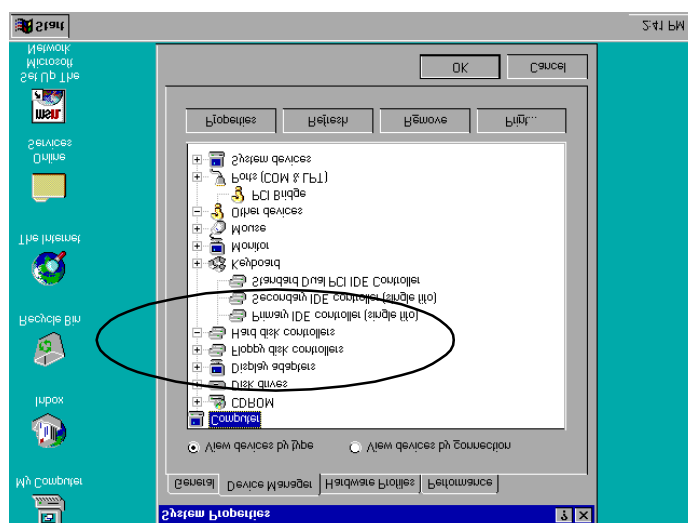 System Properties
General
Device Manager
Hardware Profiles
Performance
View devices by type
View devices by connection
Computer
CDROM
Disk drives
Display adapters
Floppy disk controllers
Hard disk controllers
Primary IDE controller (single fifo)
Secondary IDE controller (single fifo)
Standard Dual PCI IDE Controller
Keyboard
Monitor
Mouse
Other devices
PCI Bridge
Ports (COM & LPT)
System devices
Properties
Refresh
Remove
Print...
OK
Cancel
My Computer
Inbox
Recycle Bin
The Internet
Online
Services
msn
Set Up The
Microsoft
Network
Start
2:41 PM